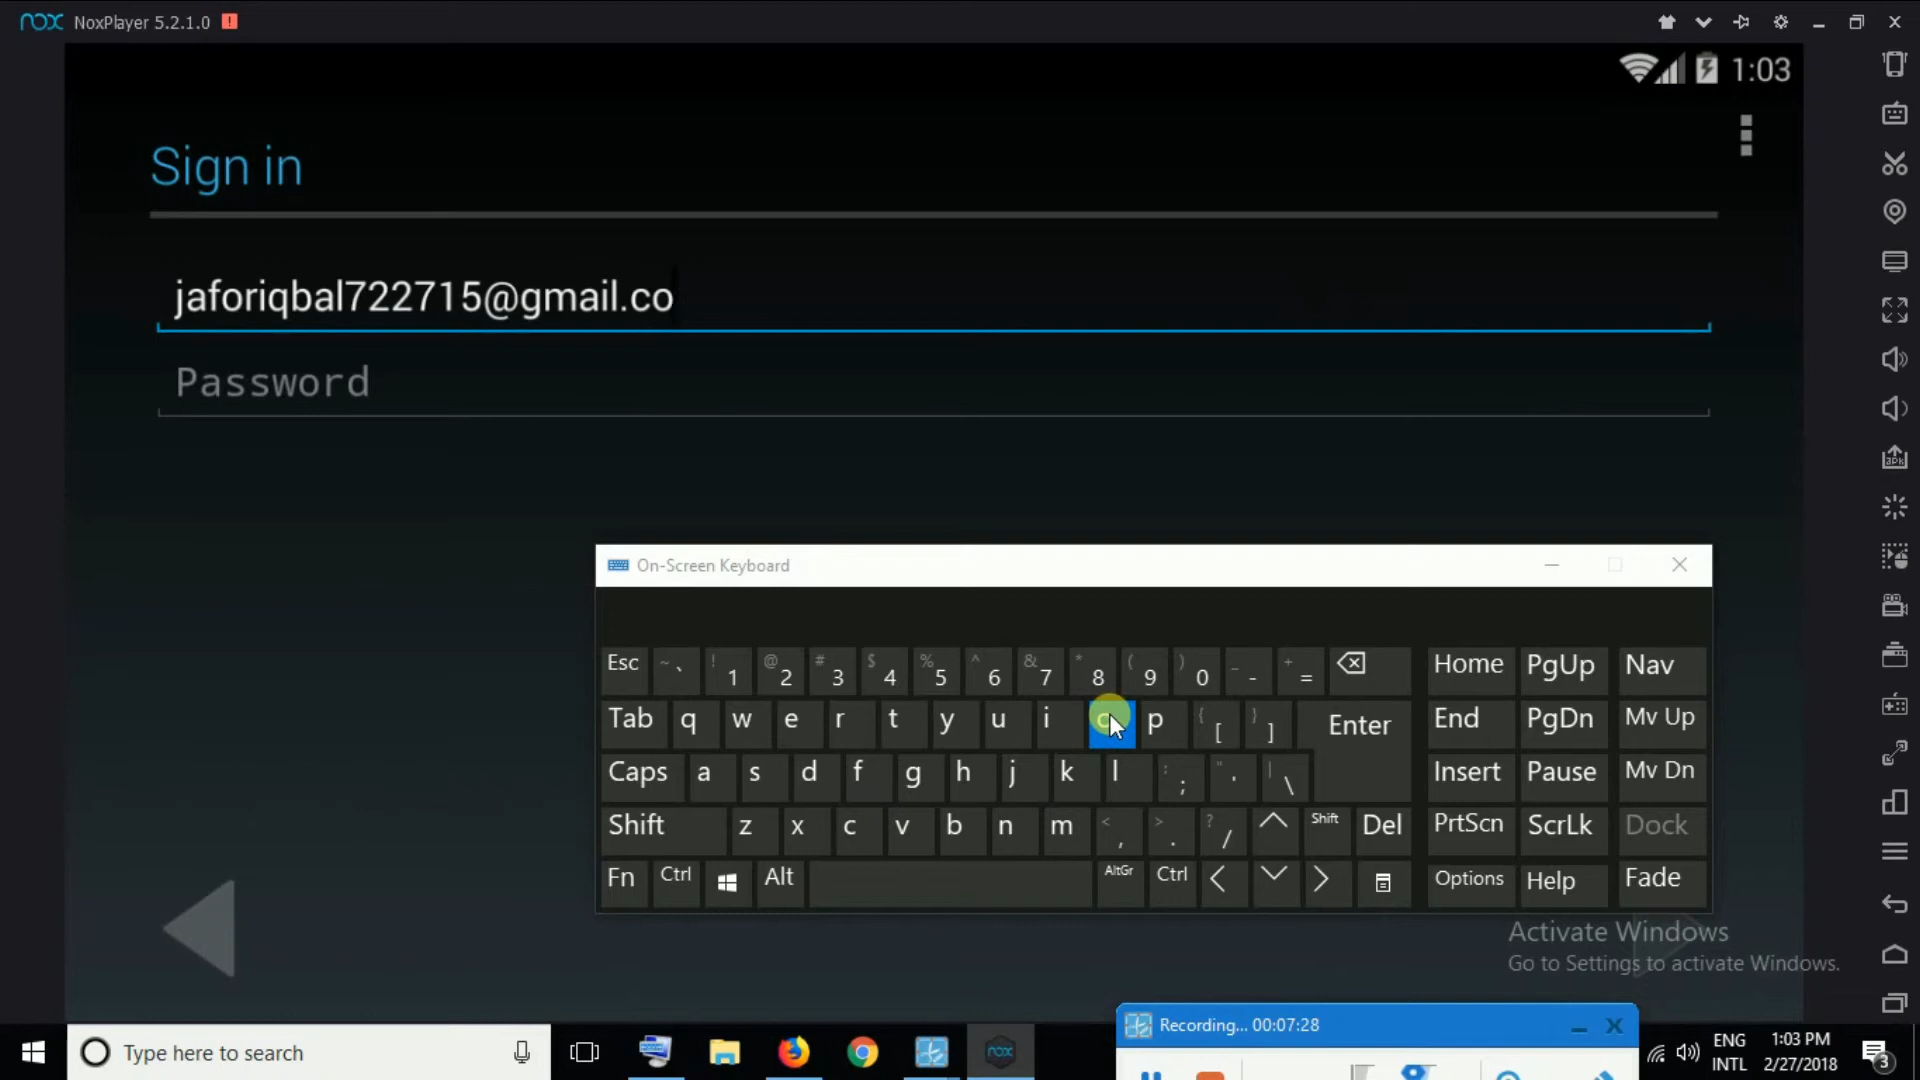 nox NoxPlayer 5.2.1.0
1:03
Sign in
jaforiqbal722715@gmail.co
Password
On-Screen Keyboard
Esc ~ ` ! 1 @ 2 # 3 $ 4 % 5 ^ 6 & 7 * 8 ( 9 ) 0 _ - + = Home PgUp Nav
Tab q w e r t y u i o p { [ } ] Enter End PgDn Mv Up
Caps a s d f g h j k l : ; " ' | \ Insert Pause Mv Dn
Shift z x c v b n m < , > . ? / Shift Del PrtScn ScrLk Dock
Fn Ctrl Alt AltGr Ctrl Options Help Fade
Activate Windows
Go to Settings to activate Windows.
Recording... 00:07:28
Type here to search
nox
ENG
INTL
1:03 PM
2/27/2018
3